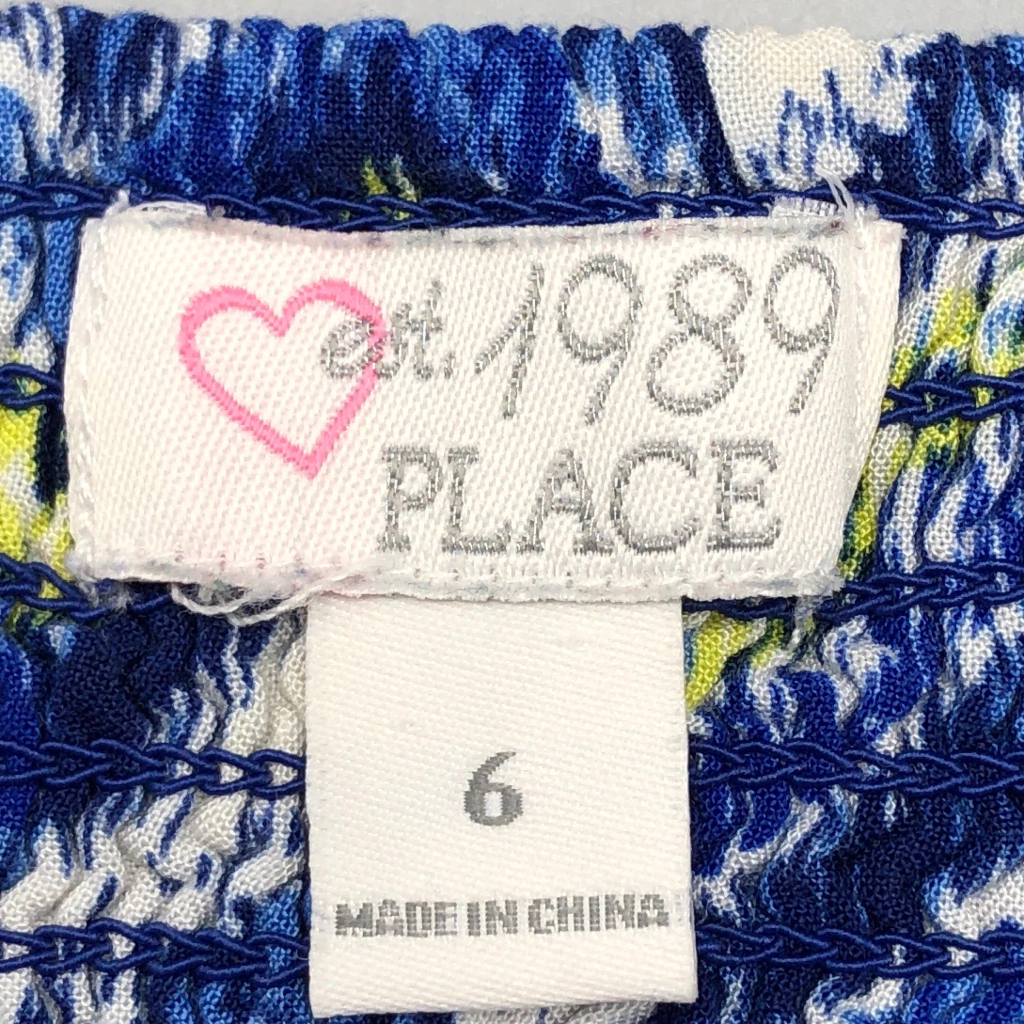 est. 1989
PLACE
6
MADE IN CHINA